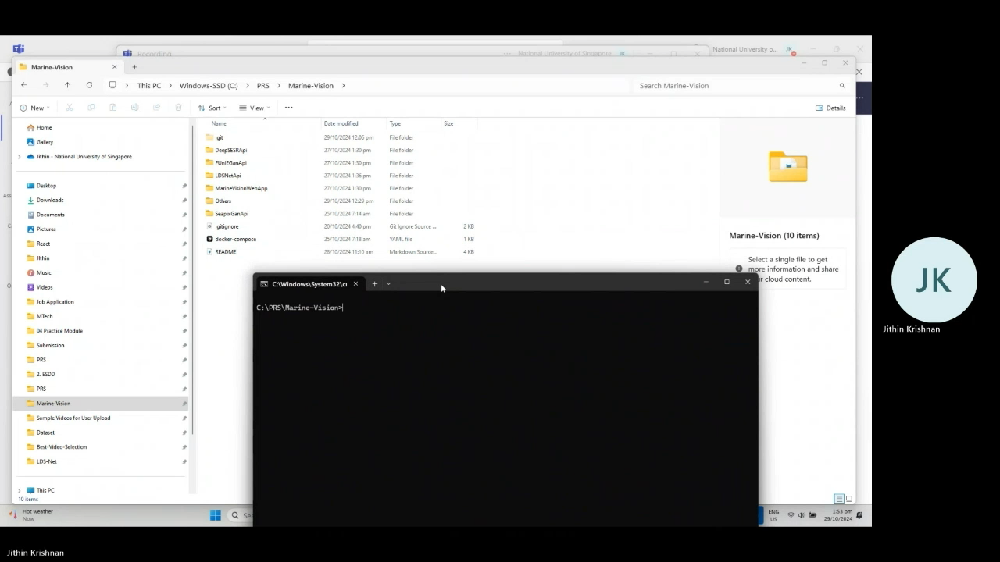 Recording
National University of Singapore
JK
National University o...
JK
Marine-Vision
This PC
Windows-SSD (C:)
PRS
Marine-Vision
Search Marine-Vision
New
Sort
View
Details
Home
Gallery
Jithin - National University of Singapore
Desktop
Downloads
Documents
Pictures
React
JIthin
Music
Videos
Job Application
MTech
04 Practice Module
Submission
PRS
2. ESDD
PRS
Marine-Vision
Sample Videos for User Upload
Dataset
Best-Video-Selection
LDS-Net
This PC
10 items
Name Date modified Type Size
.git 29/10/2024 12:06 pm File folder
DeepSESRApi 27/10/2024 1:30 pm File folder
FUnIEGanApi 27/10/2024 1:30 pm File folder
LDSNetApi 27/10/2024 1:36 pm File folder
MarineVisionWebApp 27/10/2024 1:30 pm File folder
Others 29/10/2024 12:29 pm File folder
SeapixGanApi 25/10/2024 7:14 am File folder
.gitignore 20/10/2024 4:40 pm Git Ignore Source ... 2 KB
docker-compose 25/10/2024 7:18 am YAML file 1 KB
README 28/10/2024 11:10 am Markdown Source... 4 KB
Marine-Vision (10 items)
Select a single file to get
more information and share
your cloud content.
C:\Windows\System32\cr
C:\PRS\Marine-Vision>
Hot weather
Now
Sea
ENG
US
1:53 pm
29/10/2024
JK
Jithin Krishnan
Jithin Krishnan